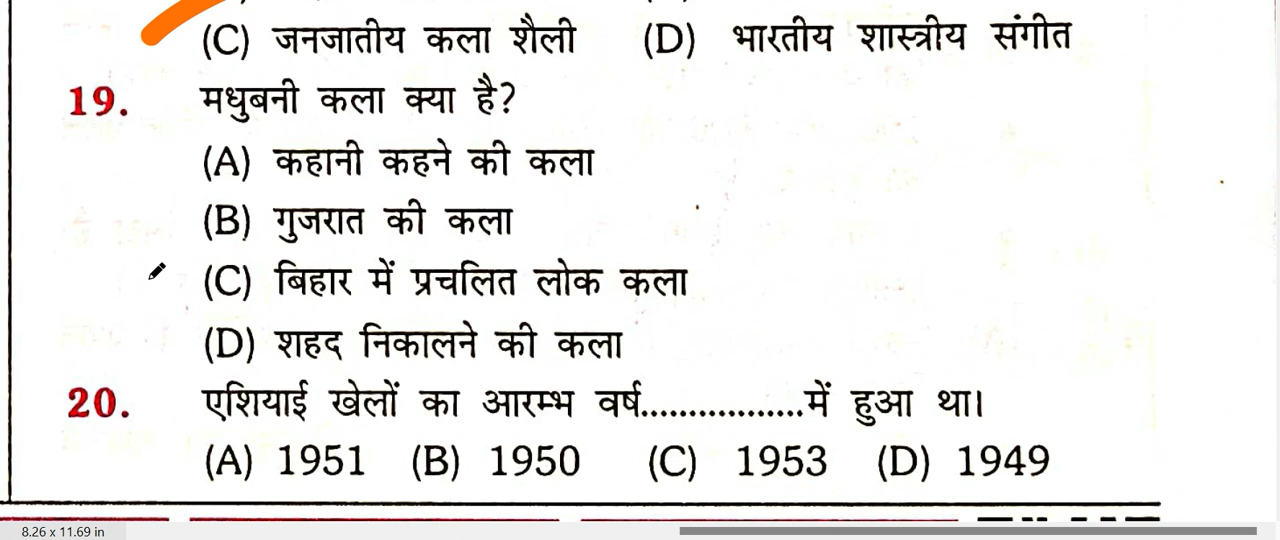 (C) जनजातीय कला शैली (D) भारतीय शास्त्रीय संगीत
19. मधुबनी कला क्या है?
(A) कहानी कहने की कला
(B) गुजरात की कला
(C) बिहार में प्रचलित लोक कला
(D) शहद निकालने की कला
20. एशियाई खेलों का आरम्भ वर्ष..................में हुआ था।
(A) 1951 (B) 1950 (C) 1953 (D) 1949
8.26 x 11.69 in